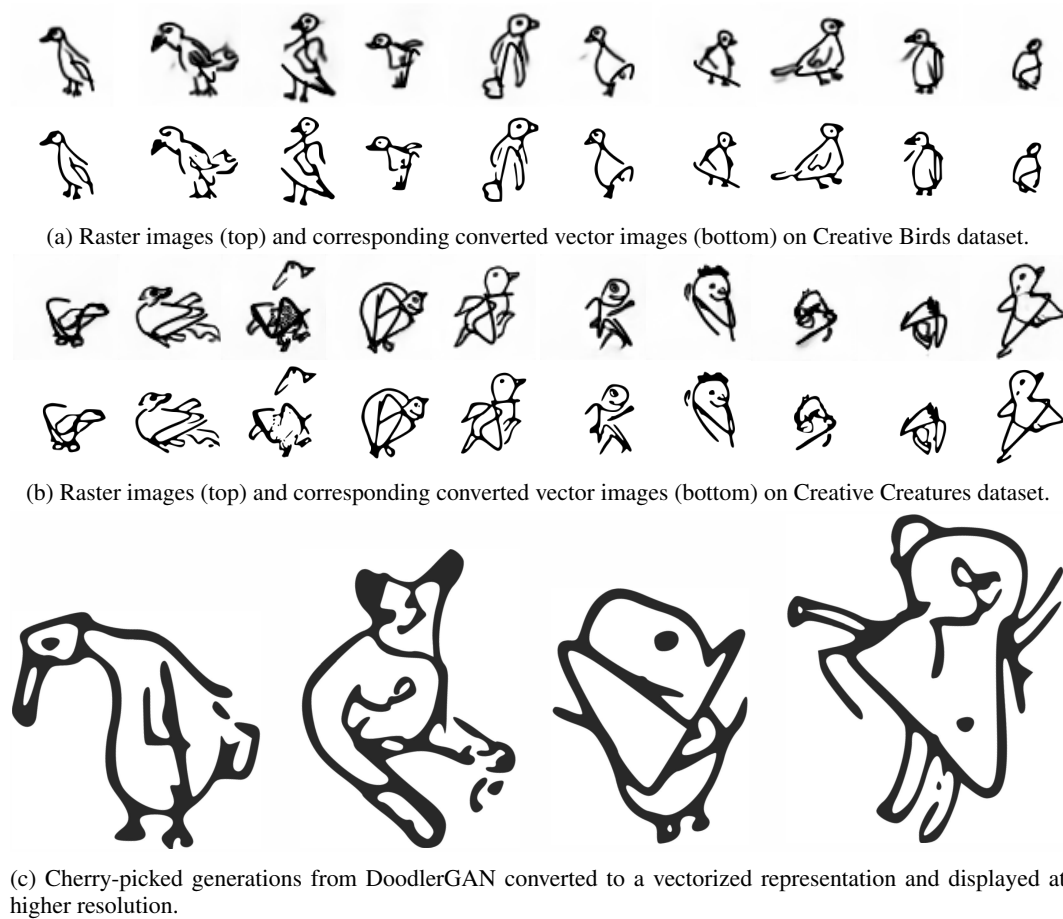 (a) Raster images (top) and corresponding converted vector images (bottom) on Creative Birds dataset.
(b) Raster images (top) and corresponding converted vector images (bottom) on Creative Creatures dataset.
(c) Cherry-picked generations from DoodlerGAN converted to a vectorized representation and displayed at
higher resolution.